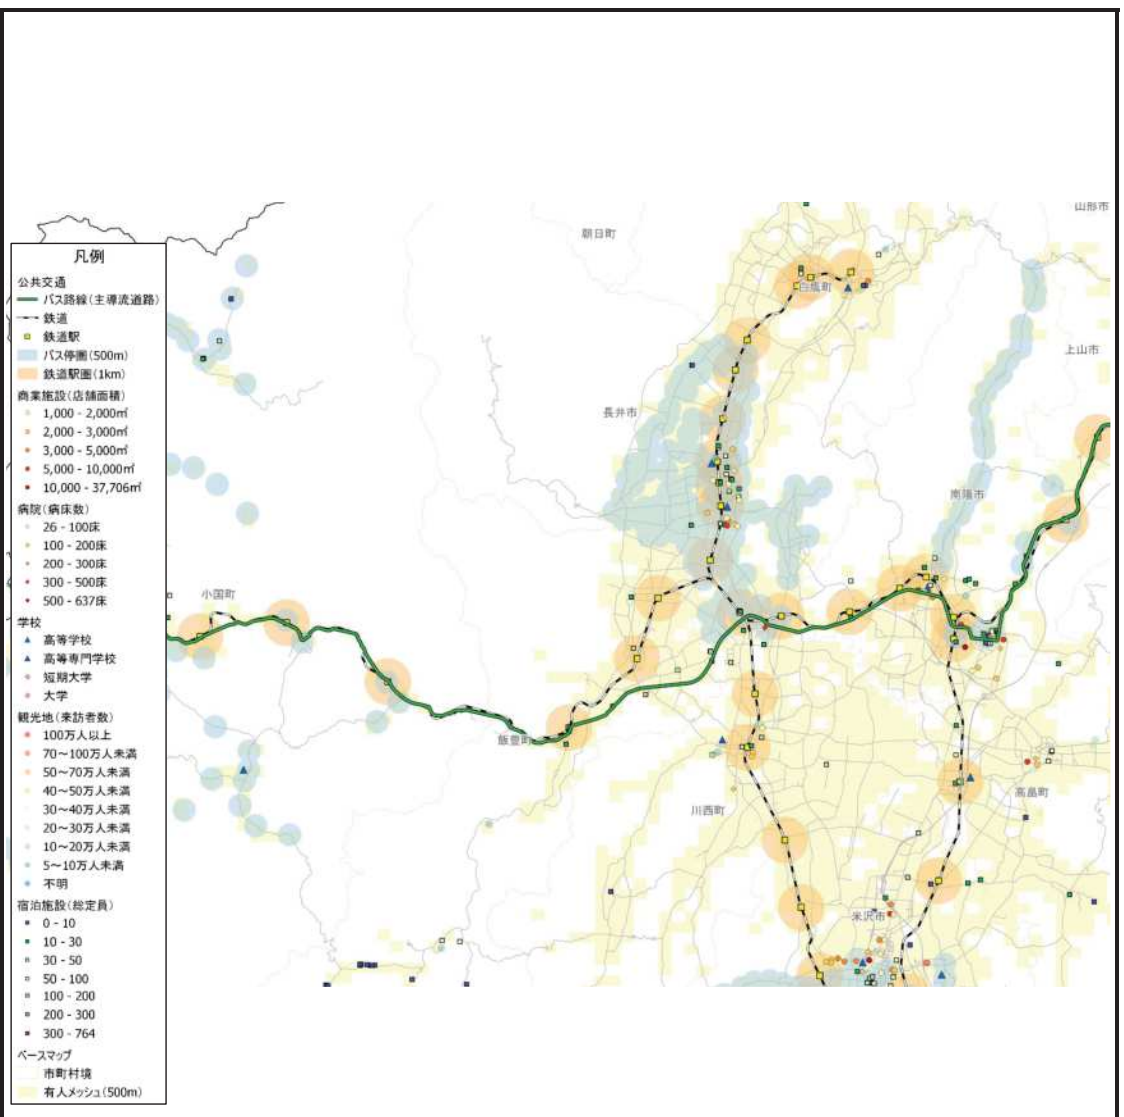 凡例
公共交通
バス路線(主導流道路)
鉄道
鉄道駅
バス停圏(500m)
鉄道駅圏(1km)
商業施設(店舗面積)
1,000 - 2,000㎡
2,000 - 3,000㎡
3,000 - 5,000㎡
5,000 - 10,000㎡
10,000 - 37,706㎡
病院(病床数)
26 - 100床
100 - 200床
200 - 300床
300 - 500床
500 - 637床
学校
高等学校
高等専門学校
短期大学
大学
観光地(来訪者数)
100万人以上
70～100万人未満
50～70万人未満
40～50万人未満
30～40万人未満
20～30万人未満
10～20万人未満
5～10万人未満
不明
宿泊施設(総定員)
0 - 10
10 - 30
30 - 50
50 - 100
100 - 200
200 - 300
300 - 764
ベースマップ
市町村境
有人メッシュ(500m)
山形市
朝日町
白鷹町
上山市
長井市
南陽市
小国町
飯豊町
高畠町
川西町
米沢市